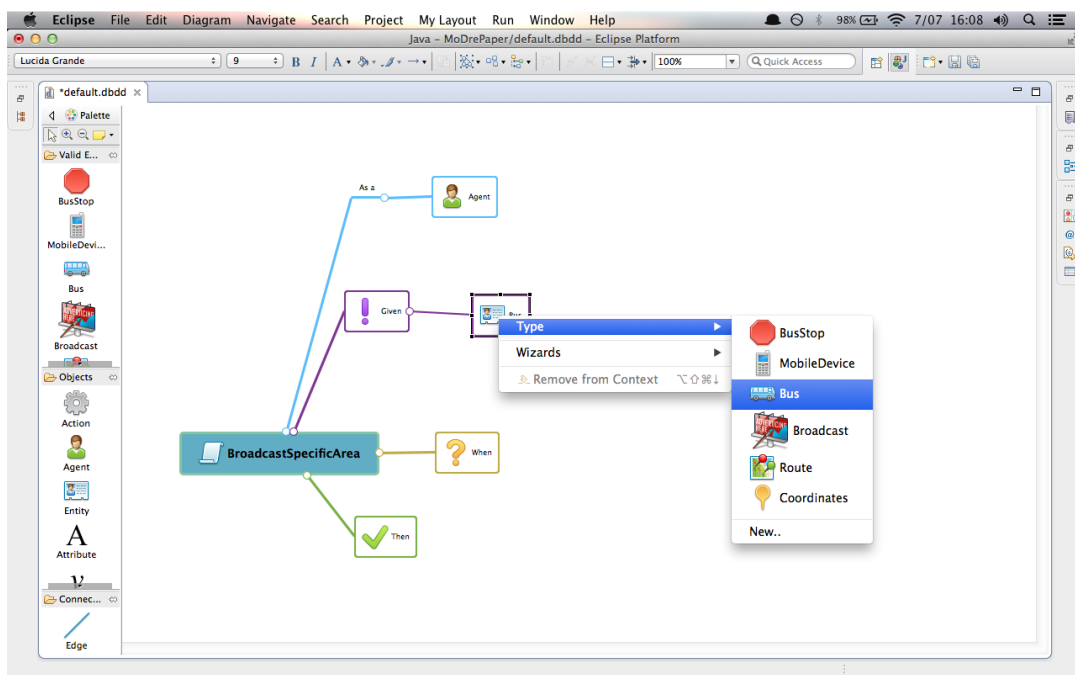 Eclipse File Edit Diagram Navigate Search Project My Layout Run Window Help 98% 7/07 16:08
Java – MoDrePaper/default.dbdd – Eclipse Platform
Lucida Grande 9 B I A 100% Quick Access
*default.dbdd
Palette
Valid E...
BusStop
MobileDevi...
Bus
Broadcast
Objects
Action
Agent
Entity
A
Attribute
Connec...
Edge
As a
Agent
Given
Bus
BroadcastSpecificArea
When
Then
Type
Wizards
Remove from Context ⌥⇧⌘↓
BusStop
MobileDevice
Bus
Broadcast
Route
Coordinates
New..